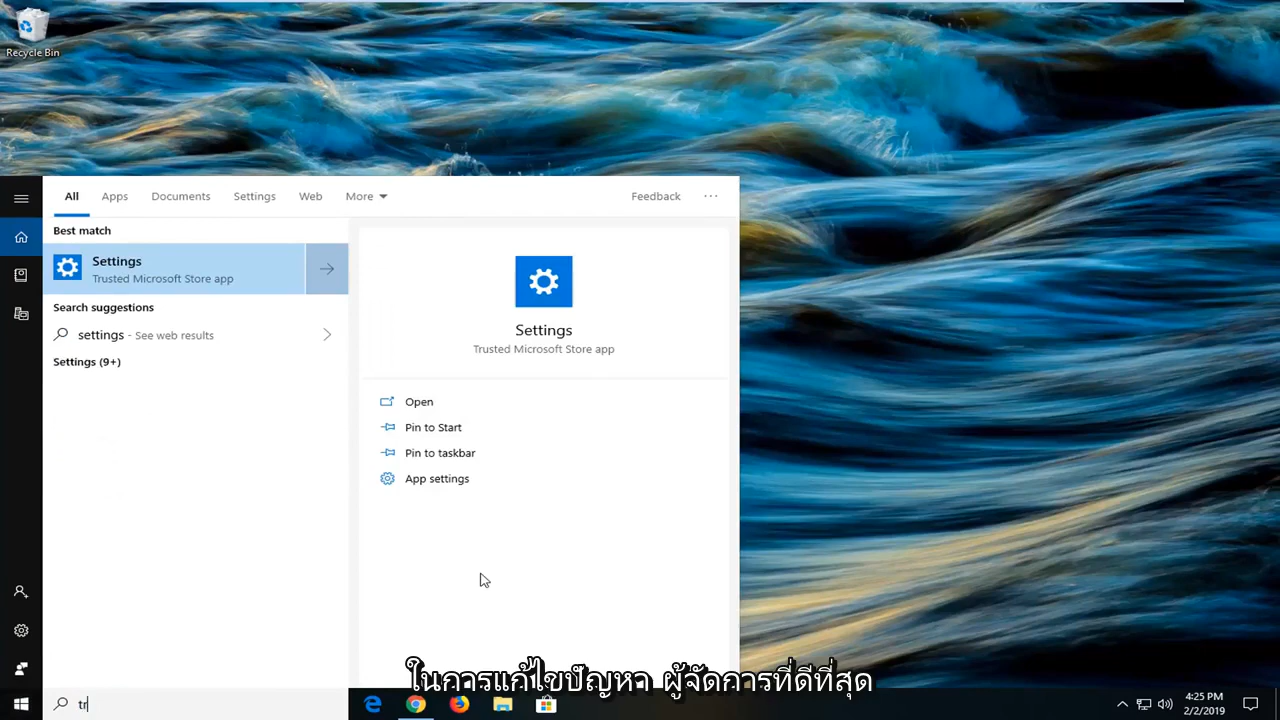 Recycle Bin
All Apps Documents Settings Web More Feedback ...
Best match
Settings
Trusted Microsoft Store app
Search suggestions
settings - See web results
Settings (9+)
Settings
Trusted Microsoft Store app
Open
Pin to Start
Pin to taskbar
App settings
ในการแก้ไขปัญหา ผู้จัดการที่ดีที่สุด
tr
4:25 PM
2/2/2019